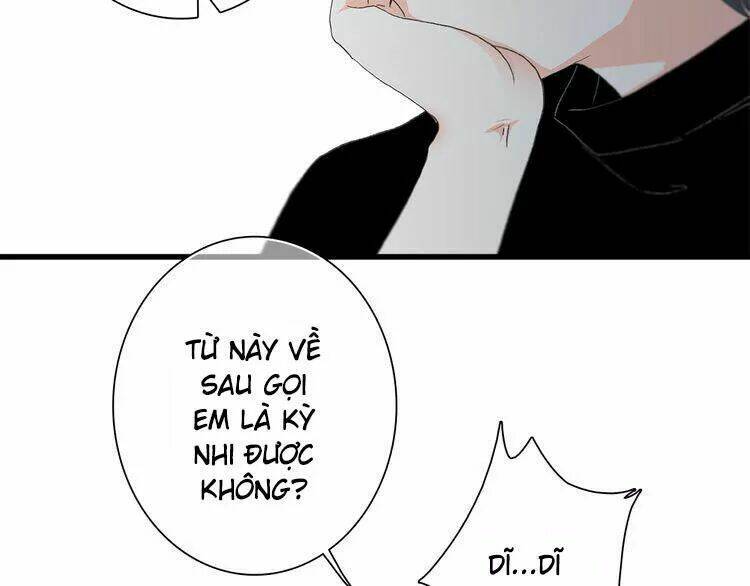 TỪ NÀY VỀ
SAU GỌI
EM LÀ KỲ
NHI ĐƯỢC
KHÔNG?
DĨ...DĨ